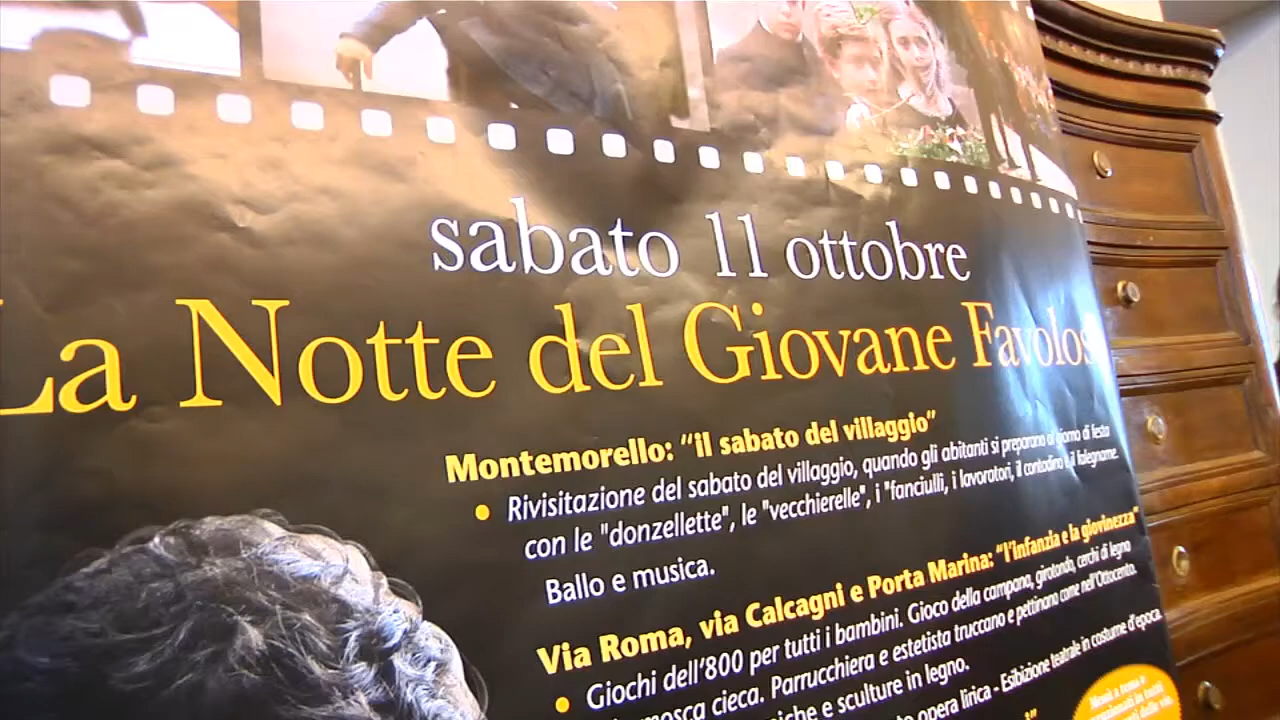 sabato 11 ottobre
La Notte del Giovane Favolos
Montemorello: "il sabato del villaggio"
• Rivisitazione del sabato del villaggio, quando gli abitanti si preparano al giorno di festa
con le "donzellette", le "vecchierelle", i "fanciulli, i lavoratori, il contadino e il falegname.
Ballo e musica.
Via Roma, via Calcagni e Porta Marina: "l'infanzia e la giovinezza"
• Giochi dell'800 per tutti i bambini. Gioco della campana, girotondo, cerchi di legno
mosca cieca. Parrucchiera e estetista truccano e pettinano come nell'Ottocento.
e sculture in legno.
opera lirica - Esibizione teatrale in costume d'epoca.